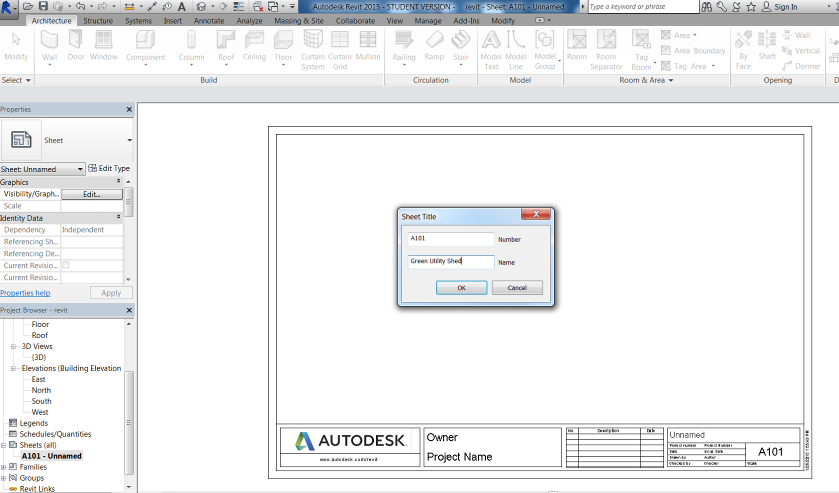 Autodesk Revit 2015 - STUDENT VERSION - revit - Sheet: A101 - Unnamed
Type a keyword or phrase
Sign In
Architecture Structure Systems Insert Annotate Analyze Massing & Site Collaborate View Manage Add-Ins Modify
Modify Wall Door Window Component Column Roof Ceiling Floor Curtain System Curtain Grid Mullion Railing Ramp Stair Model Text Model Line Model Group Room Room Separator Tag Room Area Area Boundary Tag Area By Face Shaft Wall Vertical Dormer
Select Build Circulation Model Room & Area Opening
Properties
Sheet
Sheet: Unnamed Edit Type
Graphics
Visibility/Graph... Edit...
Scale
Identity Data
Dependency Independent
Referencing Sh...
Referencing De...
Current Revisio...
Current Revisio...
Properties help Apply
Project Browser - revit
Floor
Roof
3D Views
{3D}
Elevations (Building Elevation
East
North
South
West
Legends
Schedules/Quantities
Sheets (all)
A101 - Unnamed
Families
Groups
Revit Links
Sheet Title
A101 Number
Green Utility Shed Name
OK Cancel
AUTODESK.
www.autodesk.com/revit
Owner
Project Name
No. Description Date
Unnamed
Project number Project Number
Date Issue Date
Drawn by Author
Checked by Checker
A101
Scale